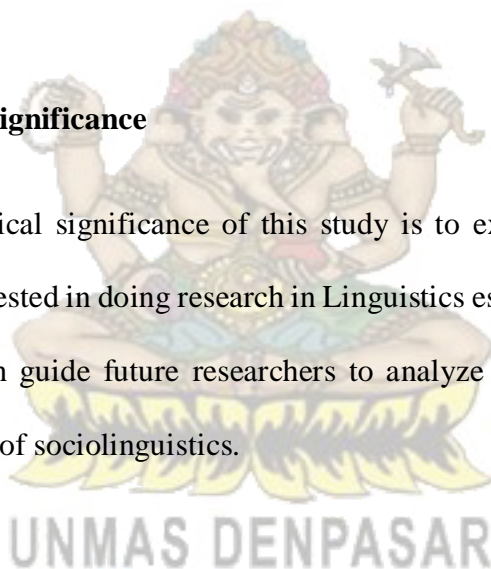 ignificance
ical significance of this study is to ex
ested in doing research in Linguistics es
n guide future researchers to analyze
of sociolinguistics.
UNMAS DENPASAR